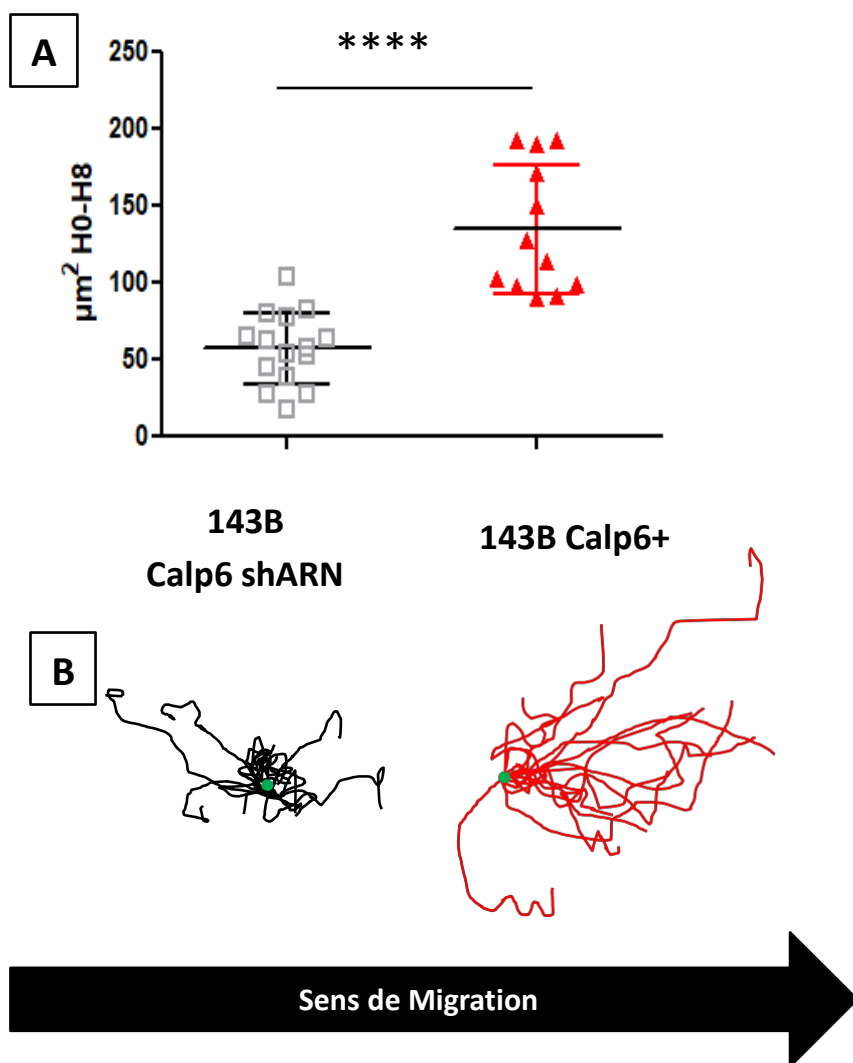 A
****
250
200
150
100
50
0
µm² H0-H8
143B
Calp6 shARN
143B Calp6+
B
Sens de Migration